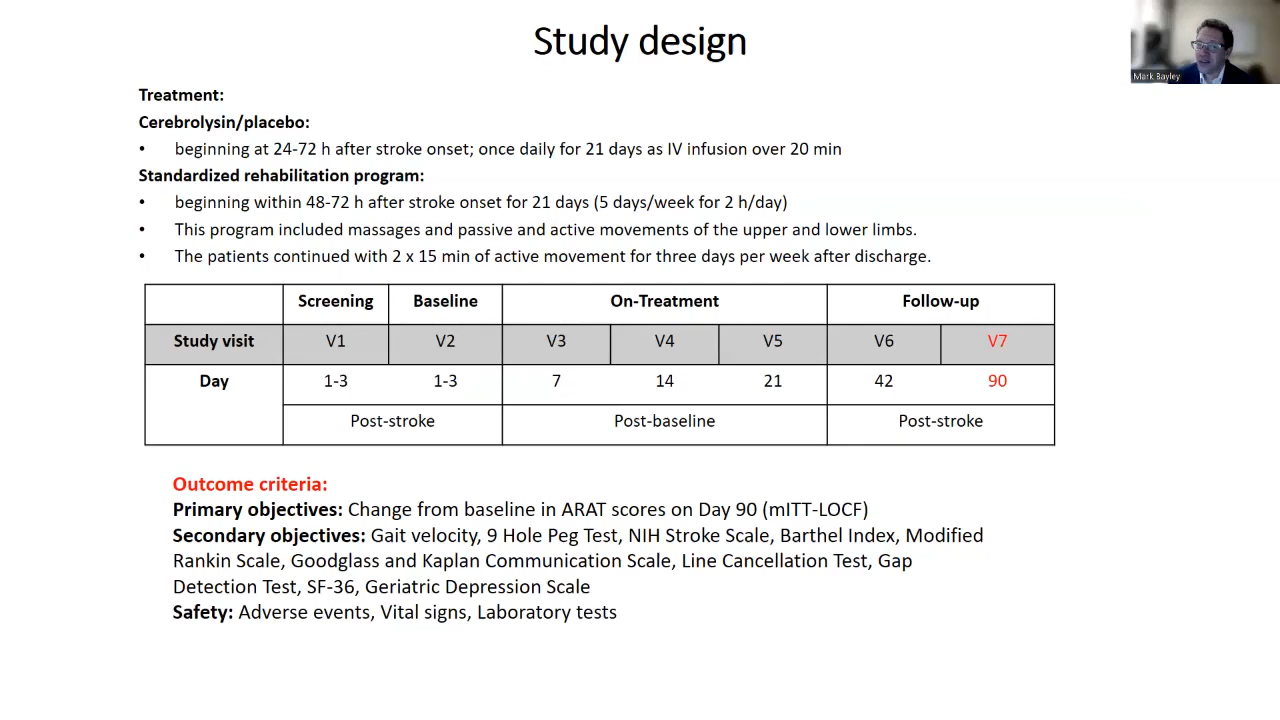 Study design
Mark Bayley
Treatment:
Cerebrolysin/placebo:
• beginning at 24-72 h after stroke onset; once daily for 21 days as IV infusion over 20 min
Standardized rehabilitation program:
• beginning within 48-72 h after stroke onset for 21 days (5 days/week for 2 h/day)
• This program included massages and passive and active movements of the upper and lower limbs.
• The patients continued with 2 x 15 min of active movement for three days per week after discharge.
Screening Baseline On-Treatment Follow-up
Study visit V1 V2 V3 V4 V5 V6 V7
Day 1-3 1-3 7 14 21 42 90
Post-stroke Post-baseline Post-stroke
Outcome criteria:
Primary objectives: Change from baseline in ARAT scores on Day 90 (mITT-LOCF)
Secondary objectives: Gait velocity, 9 Hole Peg Test, NIH Stroke Scale, Barthel Index, Modified
Rankin Scale, Goodglass and Kaplan Communication Scale, Line Cancellation Test, Gap
Detection Test, SF-36, Geriatric Depression Scale
Safety: Adverse events, Vital signs, Laboratory tests